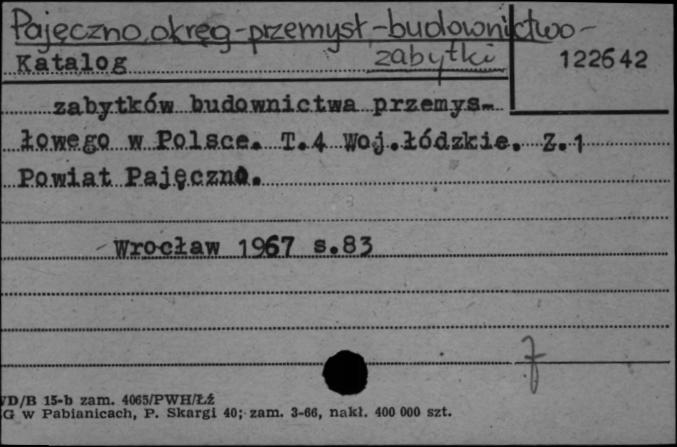 Pajęczno, okręg - przemysł - budownictwo -
zabytki
Katalog
122642
zabytków budownictwa przemys-
łowego w Polsce. T.4 Woj.łódzkie. Z.1
Powiat Pajęczno.
Wrocław 1967 s.83
VD/B 15-b zam. 4065/PWH/ŁŹ
G w Pabianicach, P. Skargi 40; zam. 3-66, nakł. 400 000 szt.